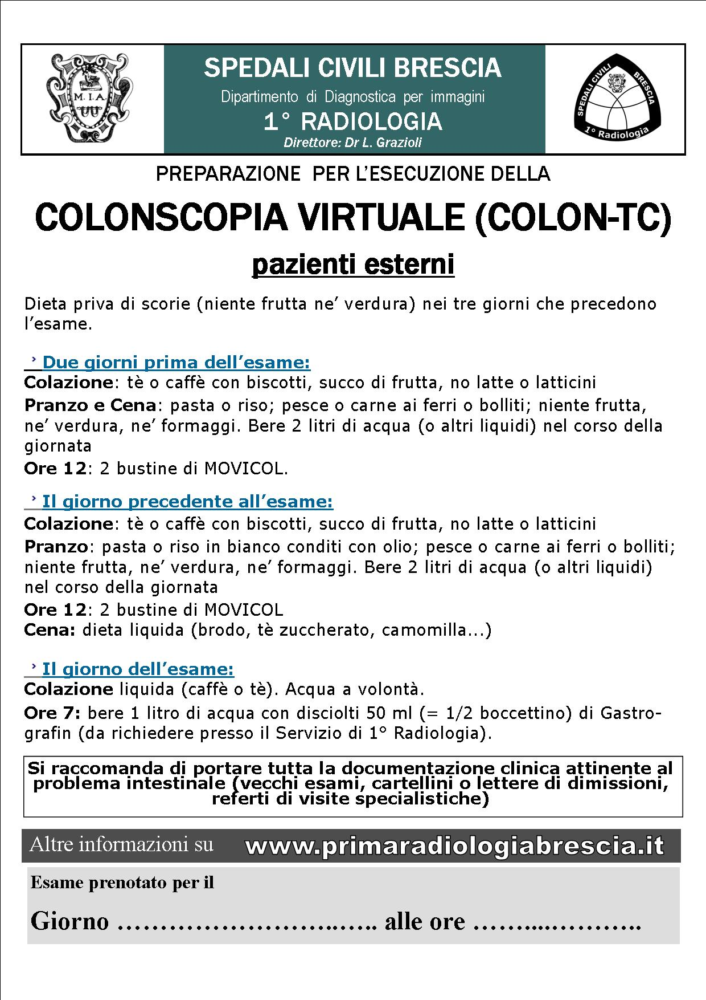 M. I. A.
SPEDALI CIVILI BRESCIA
Dipartimento di Diagnostica per immagini
1° RADIOLOGIA
Direttore: Dr L. Grazioli
SPEDALI CIVILI BRESCIA
1° Radiologia
PREPARAZIONE PER L’ESECUZIONE DELLA
COLONSCOPIA VIRTUALE (COLON-TC)
pazienti esterni
Dieta priva di scorie (niente frutta ne’ verdura) nei tre giorni che precedono
l’esame.
Due giorni prima dell’esame:
Colazione: tè o caffè con biscotti, succo di frutta, no latte o latticini
Pranzo e Cena: pasta o riso; pesce o carne ai ferri o bolliti; niente frutta,
ne’ verdura, ne’ formaggi. Bere 2 litri di acqua (o altri liquidi) nel corso della
giornata
Ore 12: 2 bustine di MOVICOL.
Il giorno precedente all’esame:
Colazione: tè o caffè con biscotti, succo di frutta, no latte o latticini
Pranzo: pasta o riso in bianco conditi con olio; pesce o carne ai ferri o bolliti;
niente frutta, ne’ verdura, ne’ formaggi. Bere 2 litri di acqua (o altri liquidi)
nel corso della giornata
Ore 12: 2 bustine di MOVICOL
Cena: dieta liquida (brodo, tè zuccherato, camomilla...)
Il giorno dell’esame:
Colazione liquida (caffè o tè). Acqua a volontà.
Ore 7: bere 1 litro di acqua con disciolti 50 ml (= 1/2 boccettino) di Gastro-
grafin (da richiedere presso il Servizio di 1° Radiologia).
Si raccomanda di portare tutta la documentazione clinica attinente al
problema intestinale (vecchi esami, cartellini o lettere di dimissioni,
referti di visite specialistiche)
Altre informazioni su www.primaradiologiabrescia.it
Esame prenotato per il
Giorno ……………………..….. alle ore ……....………..